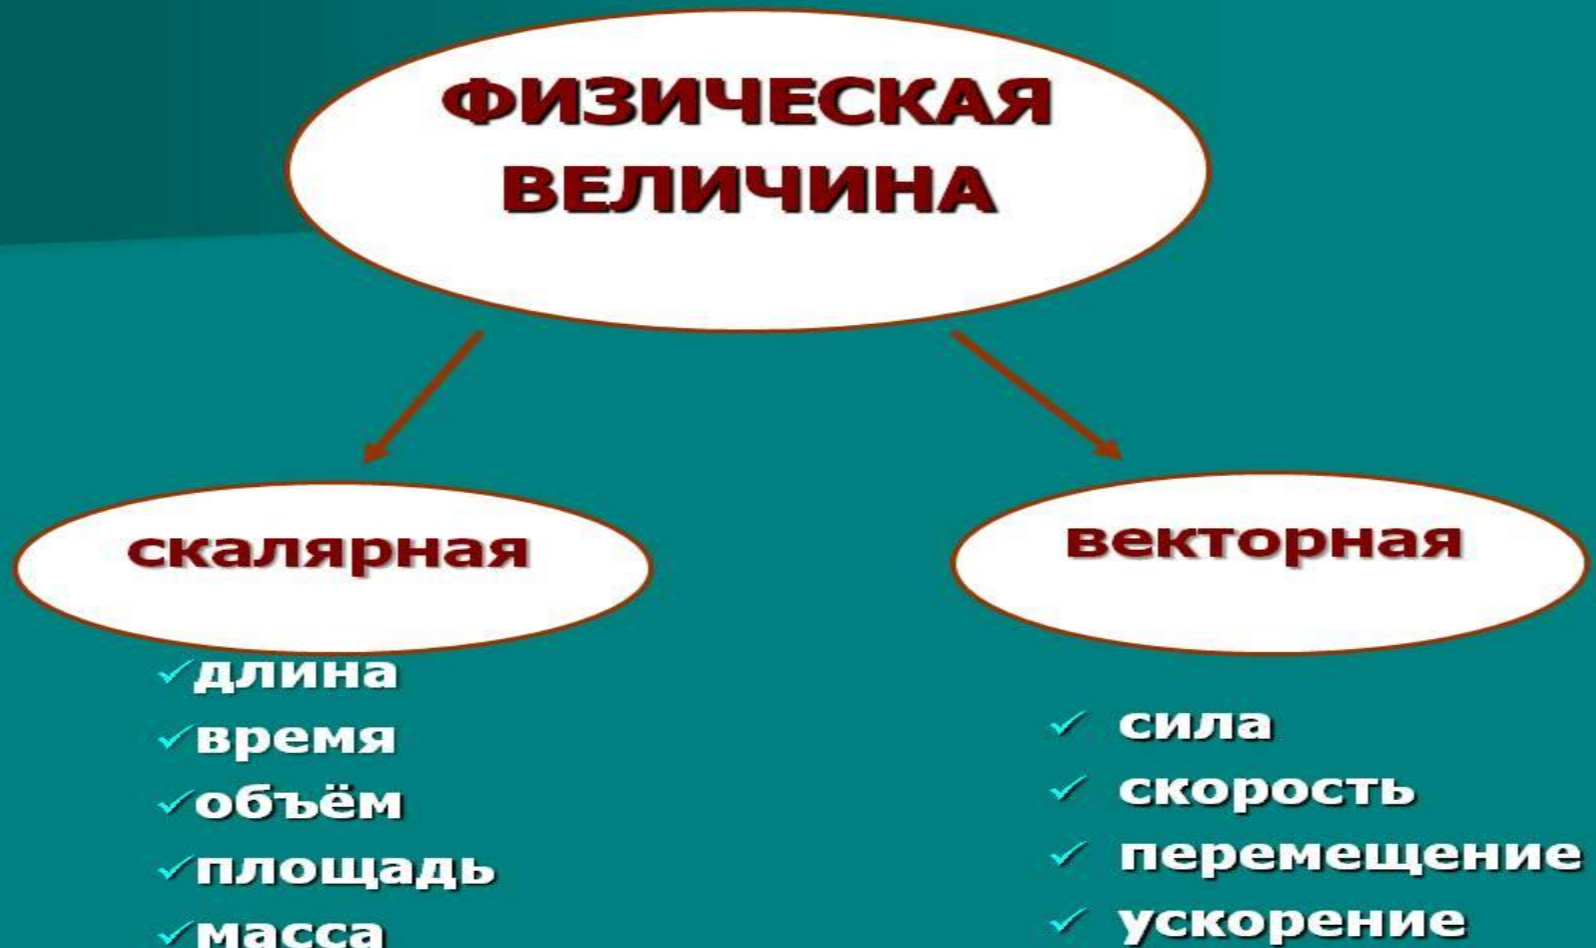 ФИЗИЧЕСКАЯ
ВЕЛИЧИНА
скалярная
длина
время
объём
площадь
масса
векторная
сила
скорость
перемещение
ускорение